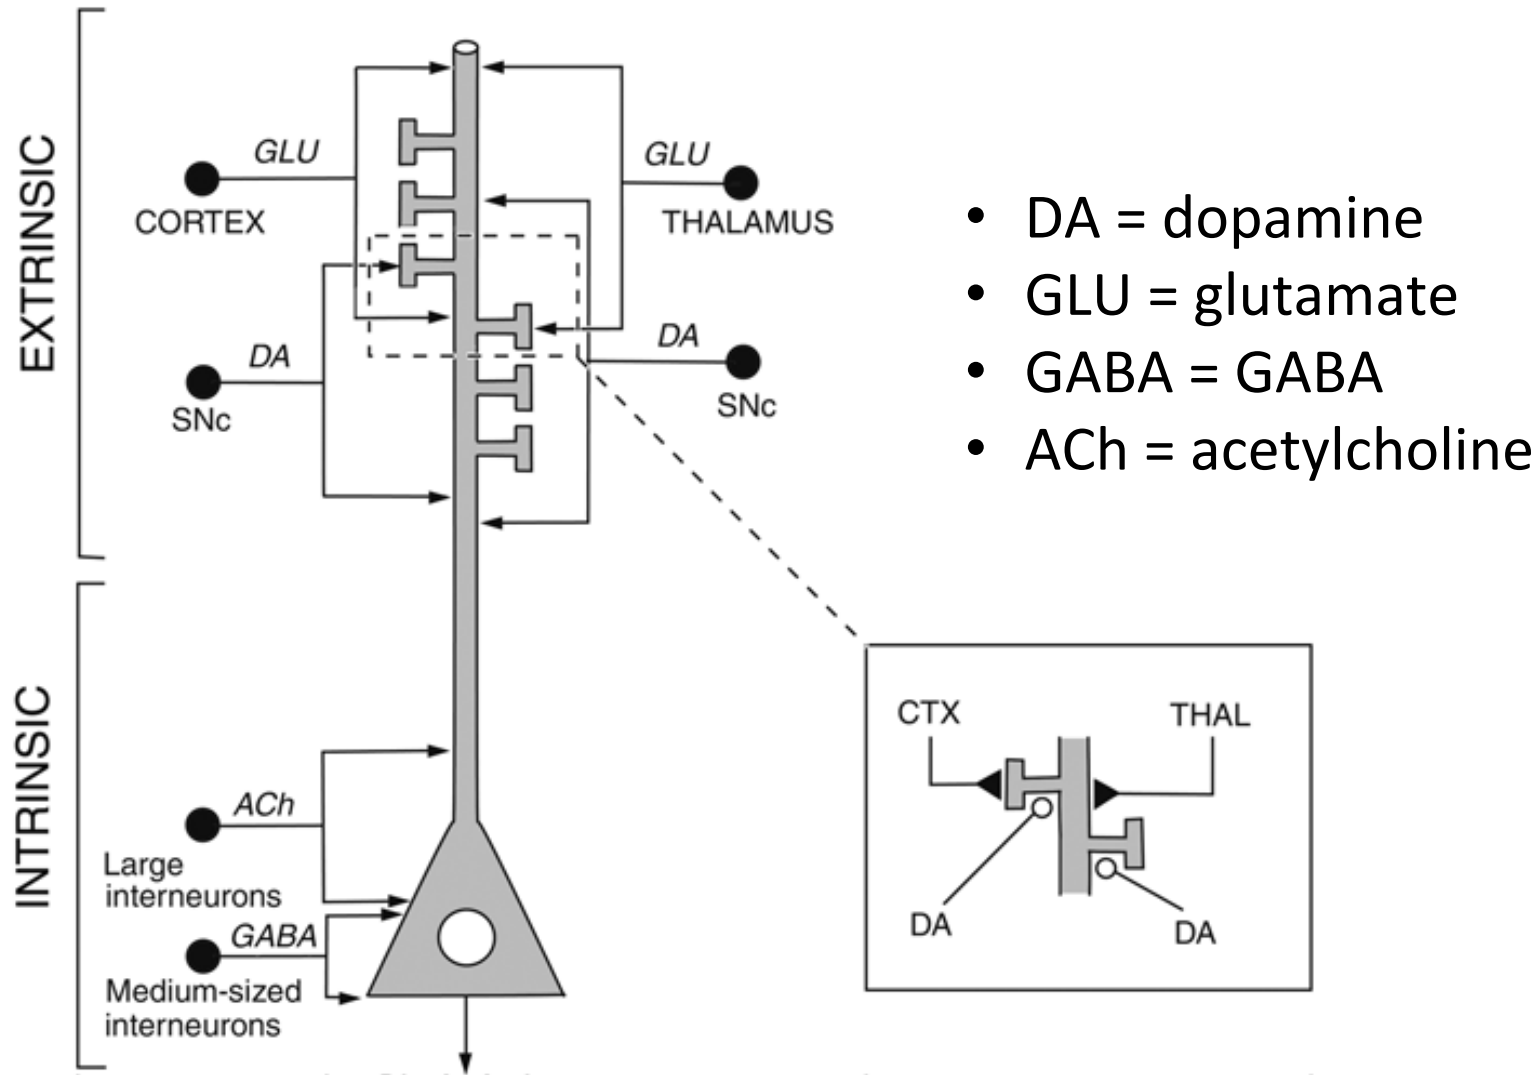 EXTRINSIC
GLU
CORTEX
GLU
THALAMUS
DA
SNc
DA
SNc
• DA = dopamine
• GLU = glutamate
• GABA = GABA
• ACh = acetylcholine
INTRINSIC
ACh
Large
interneurons
GABA
Medium-sized
interneurons
CTX
THAL
DA
DA